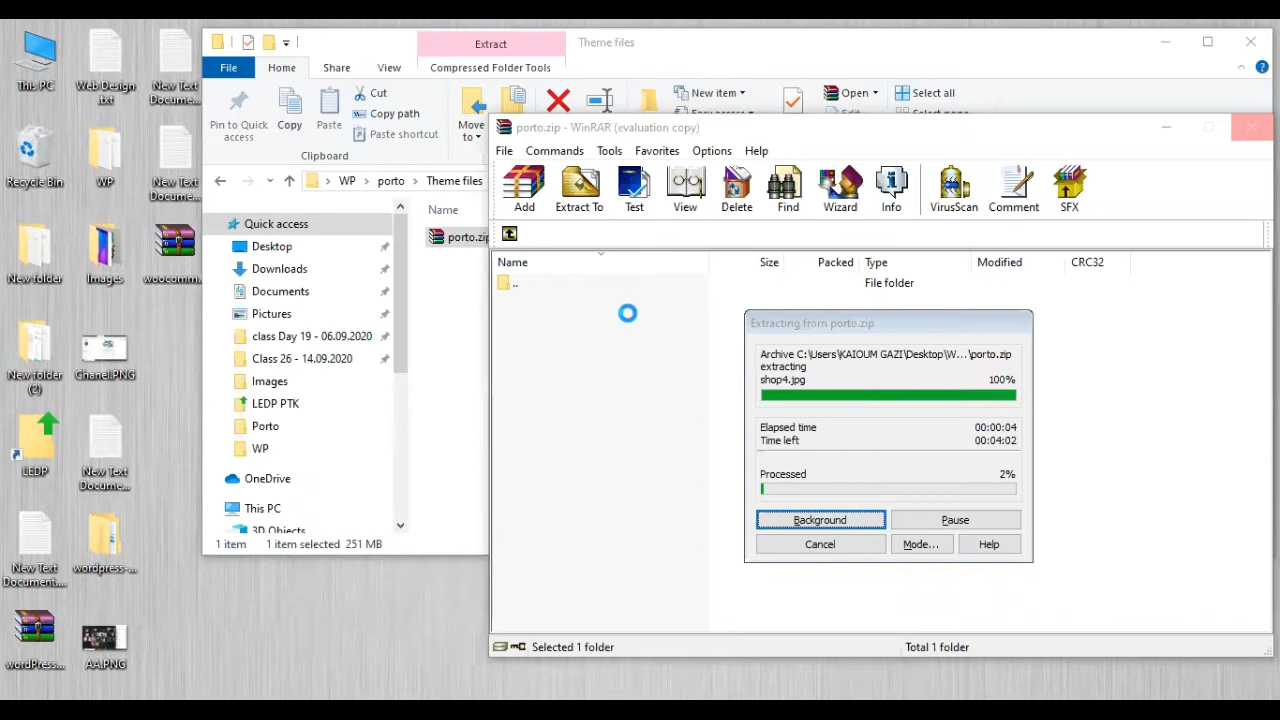 This PC
Recycle Bin
New folder
New folder
(2)
LEDP
New Text
Document....
wordPress...
Web Design
.txt
WP
Images
Chanel.PNG
New Text
Docume...
wordpress-...
AA.PNG
New Text
Docume...
New Text
Docume...
woocomm...
Extract
Theme files
File
Home
Share
View
Compressed Folder Tools
Pin to Quick
access
Copy
Paste
Cut
Copy path
Paste shortcut
Clipboard
Move
to
New item
Easy access
Open
Edit
Select all
Select none
WP
porto
Theme files
Name
porto.zip
Quick access
Desktop
Downloads
Documents
Pictures
class Day 19 - 06.09.2020
Class 26 - 14.09.2020
Images
LEDP PTK
Porto
WP
OneDrive
This PC
3D Objects
1 item
1 item selected 251 MB
porto.zip - WinRAR (evaluation copy)
File
Commands
Tools
Favorites
Options
Help
Add
Extract To
Test
View
Delete
Find
Wizard
Info
VirusScan
Comment
SFX
Name
Size
Packed
Type
Modified
CRC32
..
File folder
Extracting from porto.zip
Archive C:\Users\KAIOUM GAZI\Desktop\W...\porto.zip
extracting
shop4.jpg 100%
Elapsed time 00:00:04
Time left 00:04:02
Processed 2%
Background
Pause
Cancel
Mode...
Help
Selected 1 folder
Total 1 folder